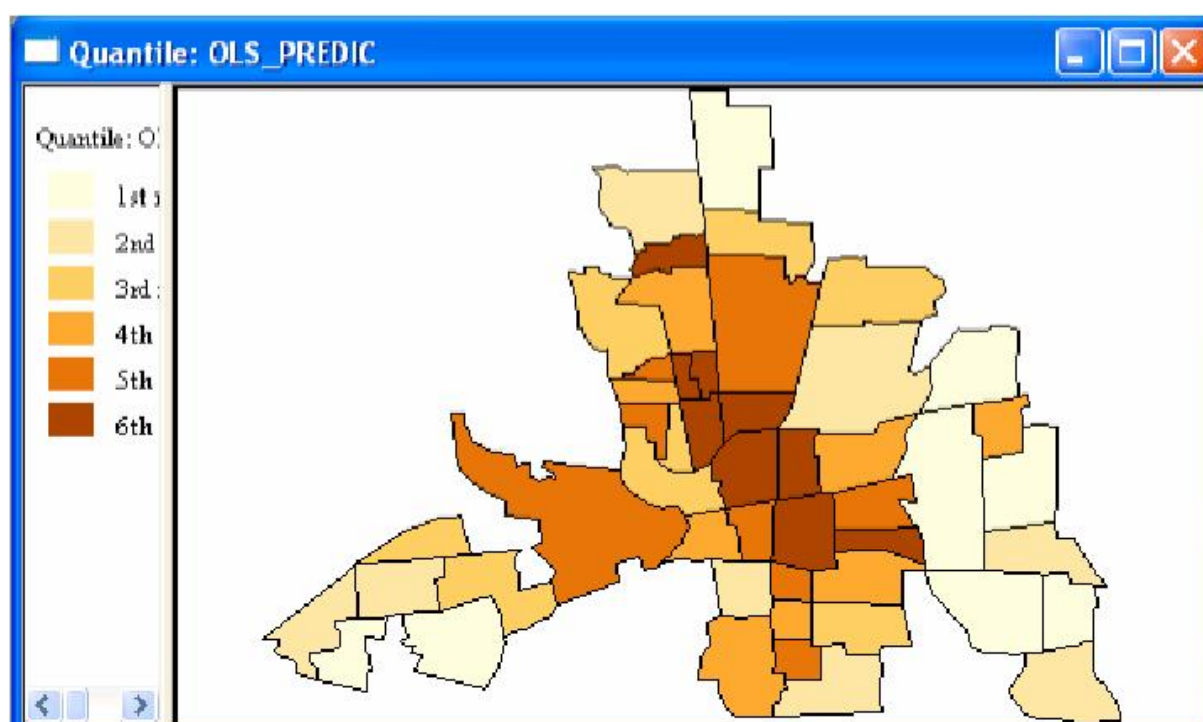 Quantile: OLS_PREDIC
Quantile: O
1st
2nd
3rd
4th
5th
6th